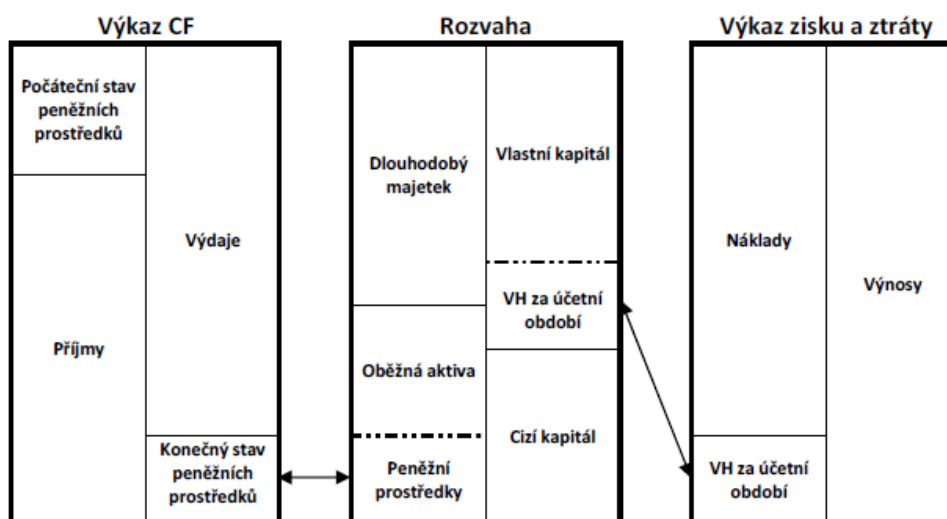 Výkaz CF
Počáteční stav
peněžních
prostředků
Příjmy
Výdaje
Konečný stav
peněžních
prostředků
Rozvaha
Dlouhodobý
majetek
Oběžná aktiva
Peněžní
prostředky
Vlastní kapitál
VH za účetní
období
Cizí kapitál
Výkaz zisku a ztráty
Náklady
VH za účetní
období
Výnosy